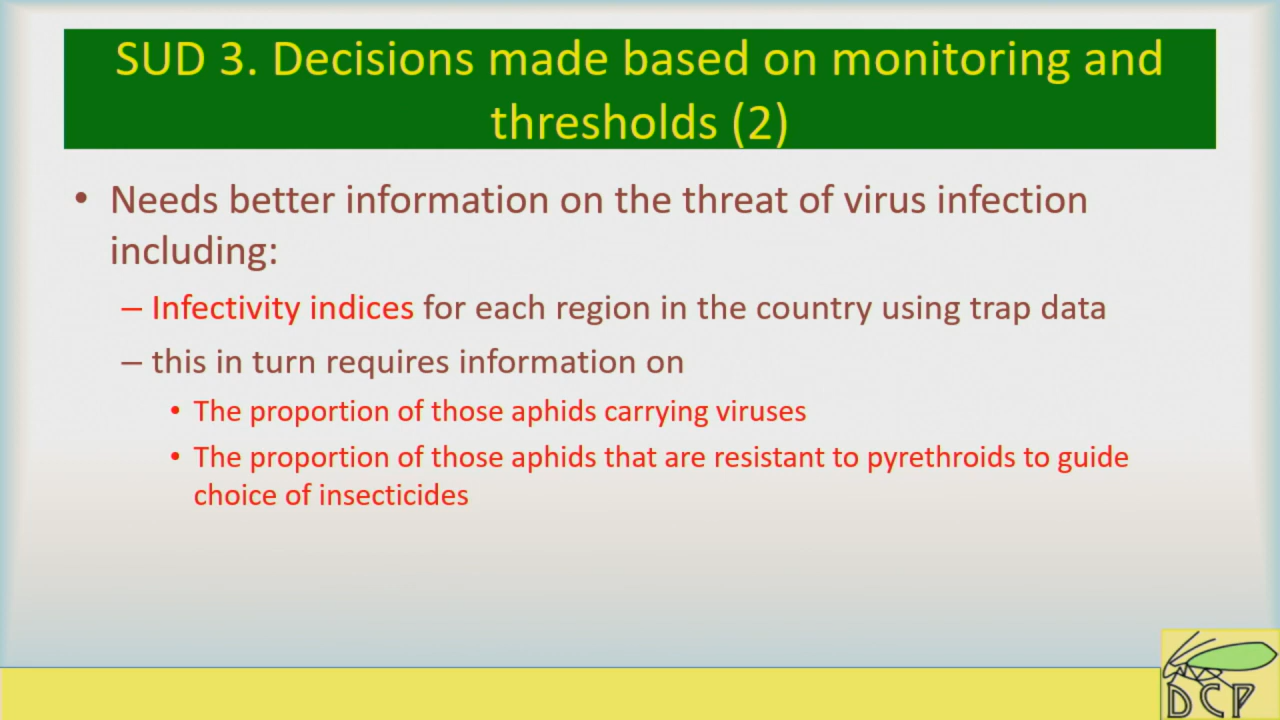 SUD 3. Decisions made based on monitoring and
thresholds (2)
• Needs better information on the threat of virus infection
including:
– Infectivity indices for each region in the country using trap data
– this in turn requires information on
• The proportion of those aphids carrying viruses
• The proportion of those aphids that are resistant to pyrethroids to guide
choice of insecticides
DCP